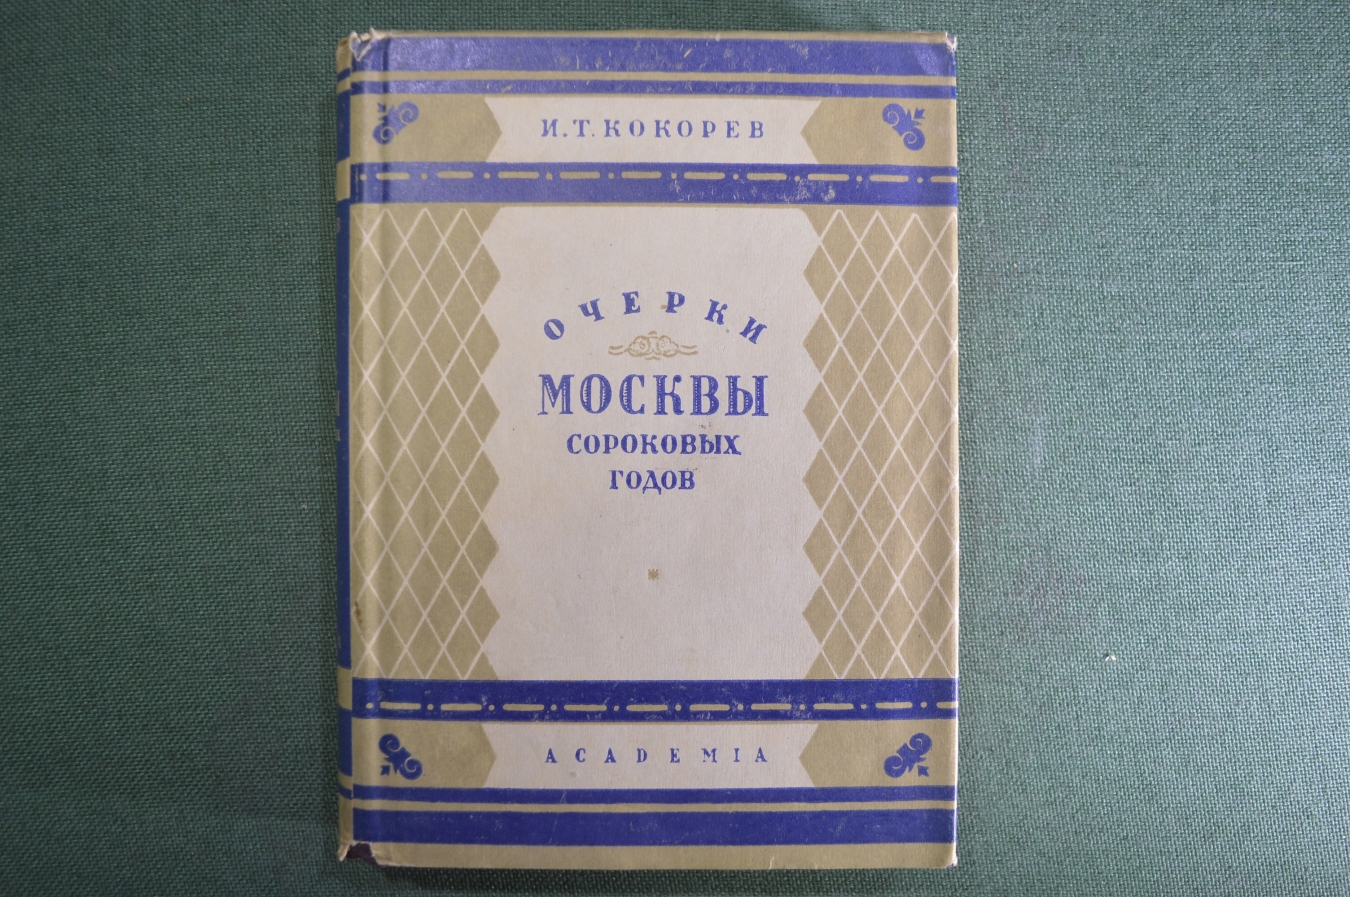 И. Т. КОКОРЕВ
ОЧЕРКИ
МОСКВЫ
СОРОКОВЫХ
ГОДОВ
ACADEMIA